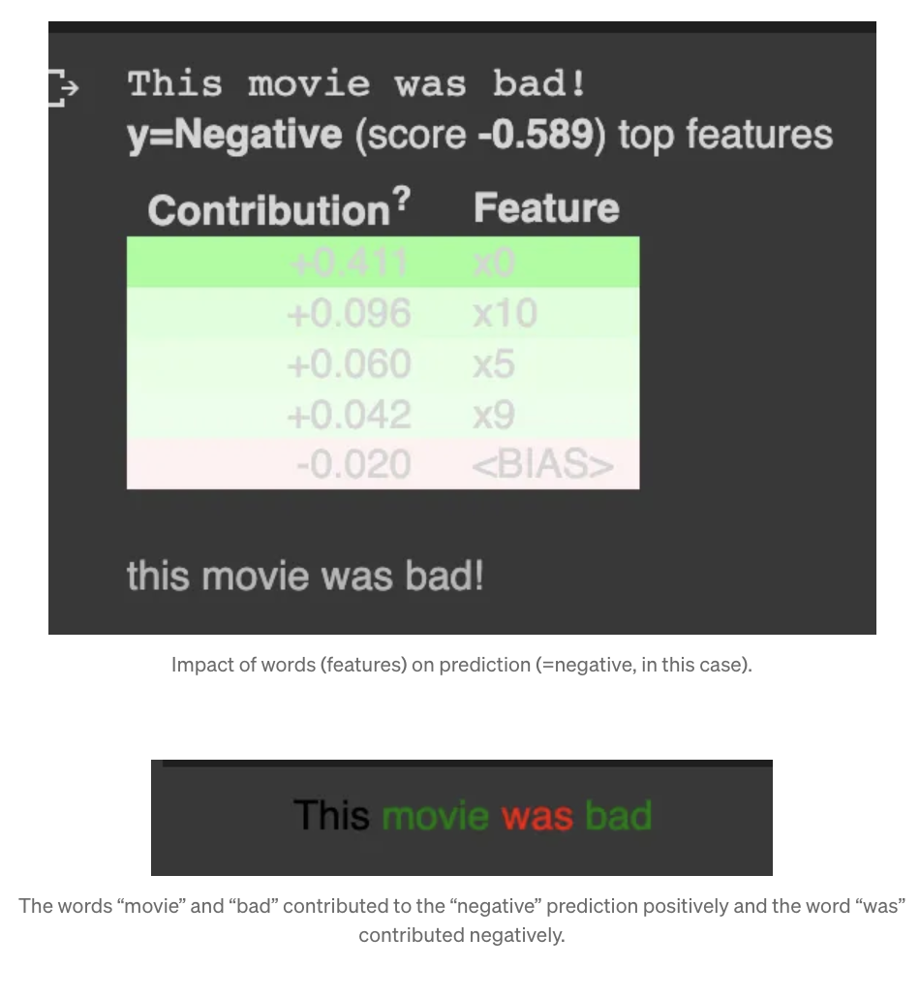 This movie was bad!
y=Negative (score -0.589) top features
Contribution? Feature
+0.411 x0
+0.096 x10
+0.060 x5
+0.042 x9
-0.020 <BIAS>
this movie was bad!
Impact of words (features) on prediction (=negative, in this case).
This movie was bad
The words “movie” and “bad” contributed to the “negative” prediction positively and the word “was”
contributed negatively.